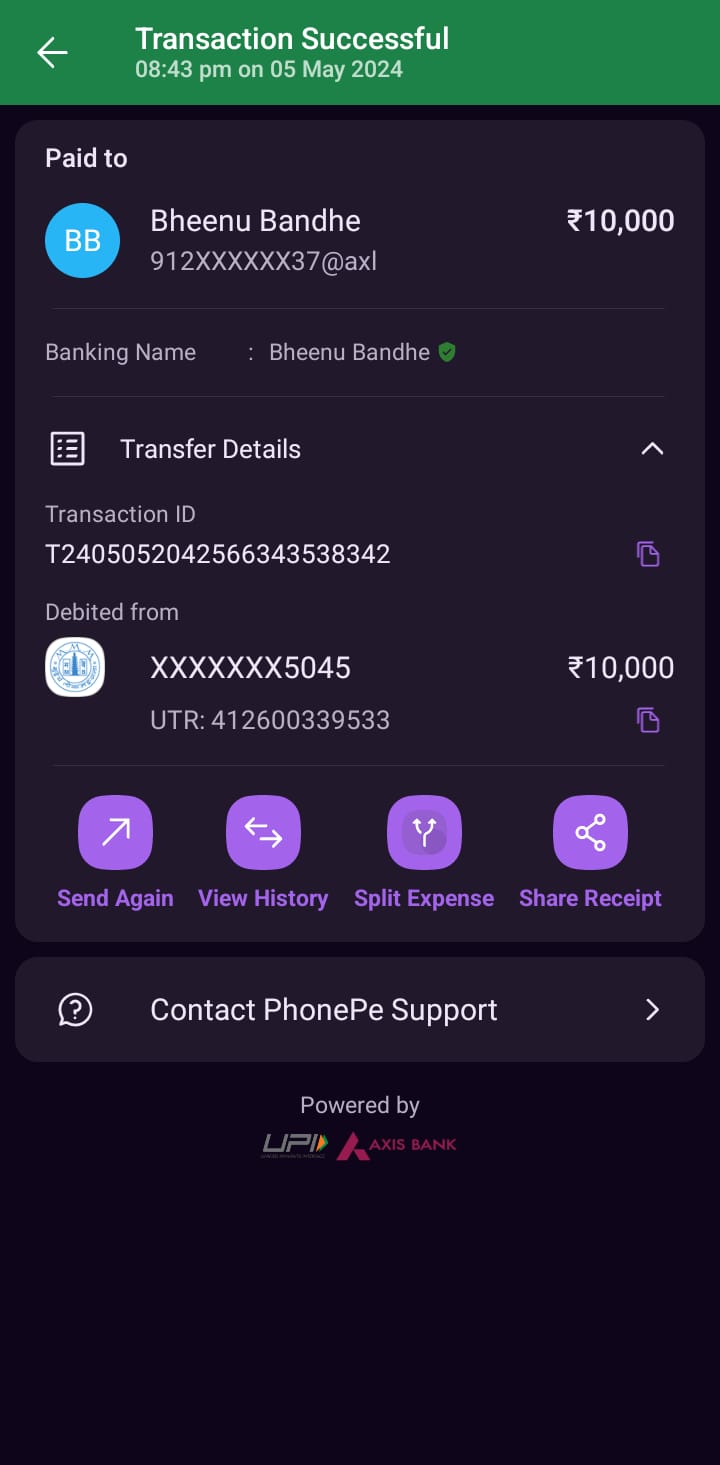 Transaction Successful
08:43 pm on 05 May 2024
Paid to
BB
Bheenu Bandhe
₹10,000
912XXXXXX37@axl
Banking Name : Bheenu Bandhe
Transfer Details
Transaction ID
T2405052042566343538342
Debited from
XXXXXXX5045
₹10,000
UTR: 412600339533
Send Again
View History
Split Expense
Share Receipt
Contact PhonePe Support
Powered by
UPI
AXIS BANK